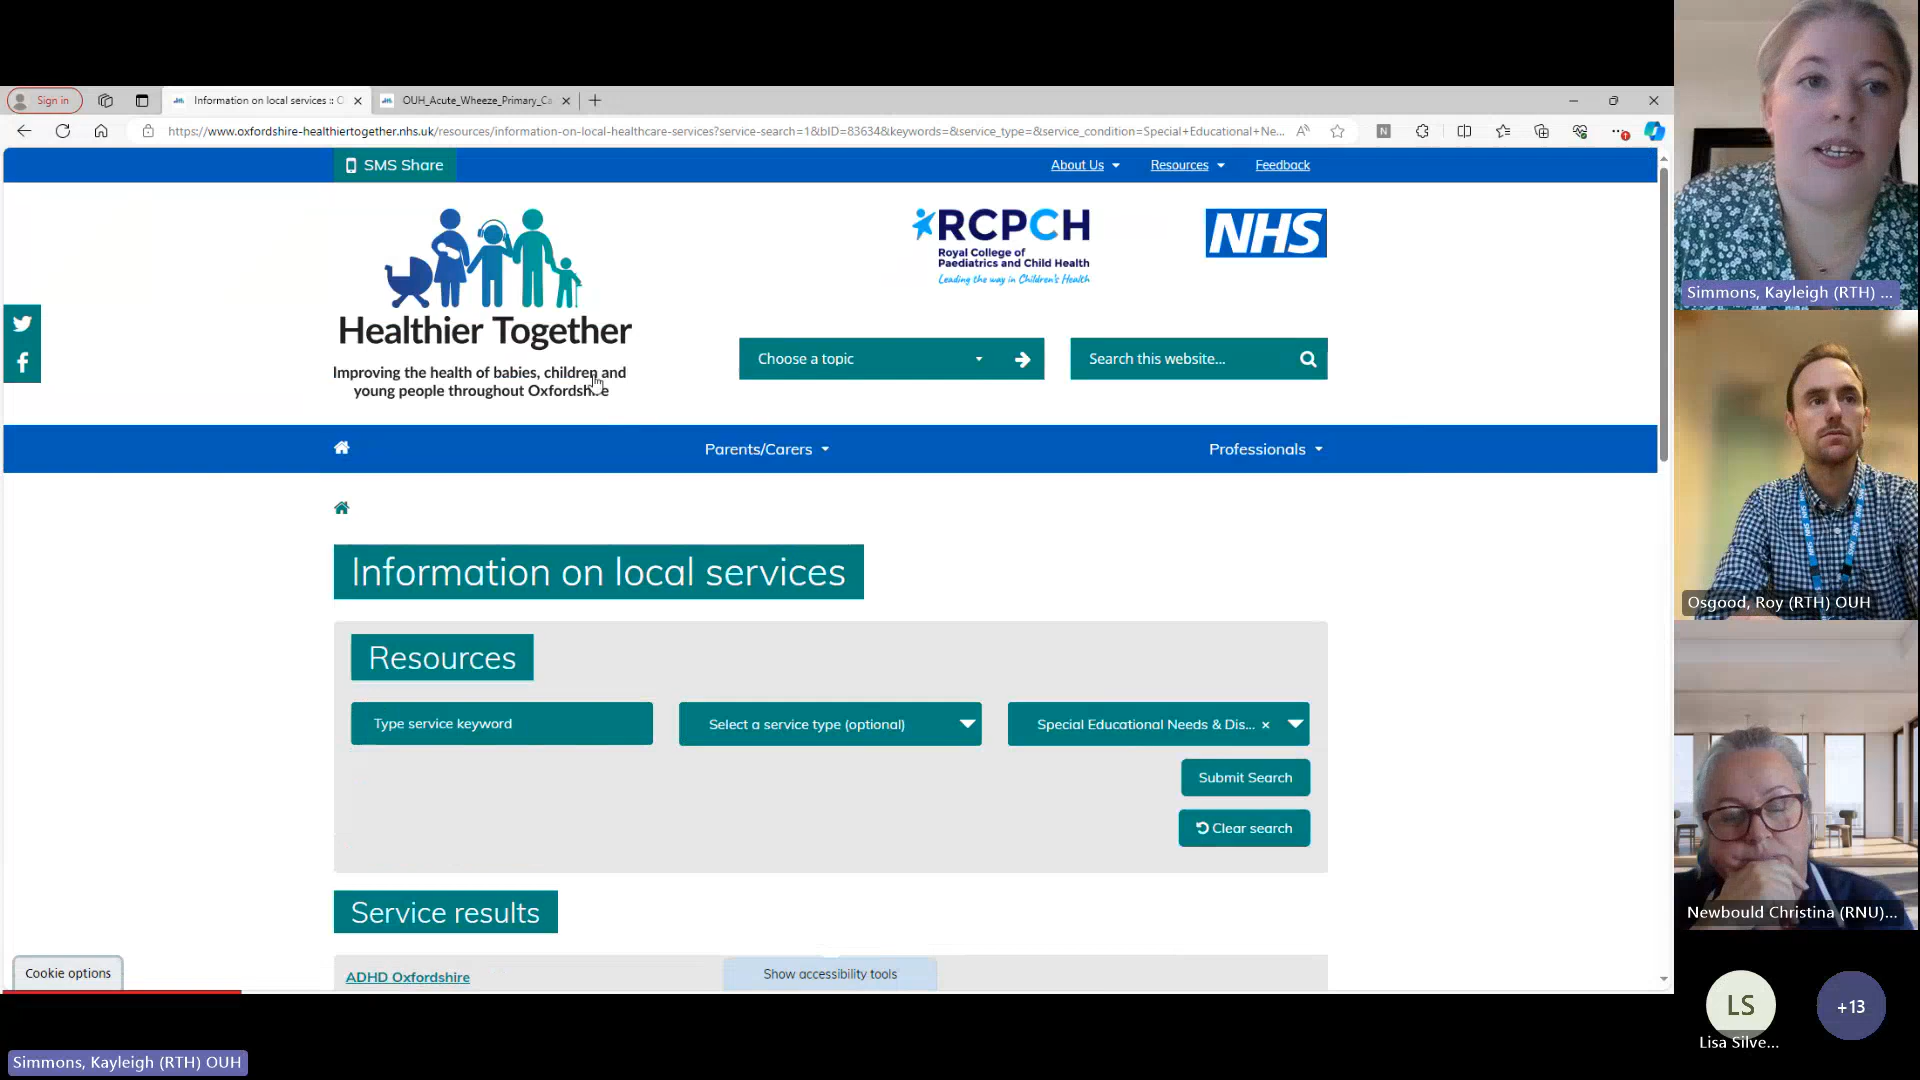 Sign in
Information on local services :: O
OUH_Acute_Wheeze_Primary_Ca
https://www.oxfordshire-healthiertogether.nhs.uk/resources/information-on-local-healthcare-services?service-search=1&bID=83634&keywords=&service_type=&service_condition=Special+Educational+Ne...
SMS Share
About Us
Resources
Feedback
RCPCH
Royal College of
Paediatrics and Child Health
Leading the way in Children's Health
NHS
Healthier Together
Improving the health of babies, children and
young people throughout Oxfordshire
Choose a topic
Search this website...
Parents/Carers
Professionals
Information on local services
Resources
Type service keyword
Select a service type (optional)
Special Educational Needs & Dis... ×
Submit Search
Clear search
Service results
ADHD Oxfordshire
Cookie options
Show accessibility tools
Simmons, Kayleigh (RTH) OUH
Simmons, Kayleigh (RTH) ...
Osgood, Roy (RTH) OUH
Newbould Christina (RNU)...
LS
Lisa Silve...
+13